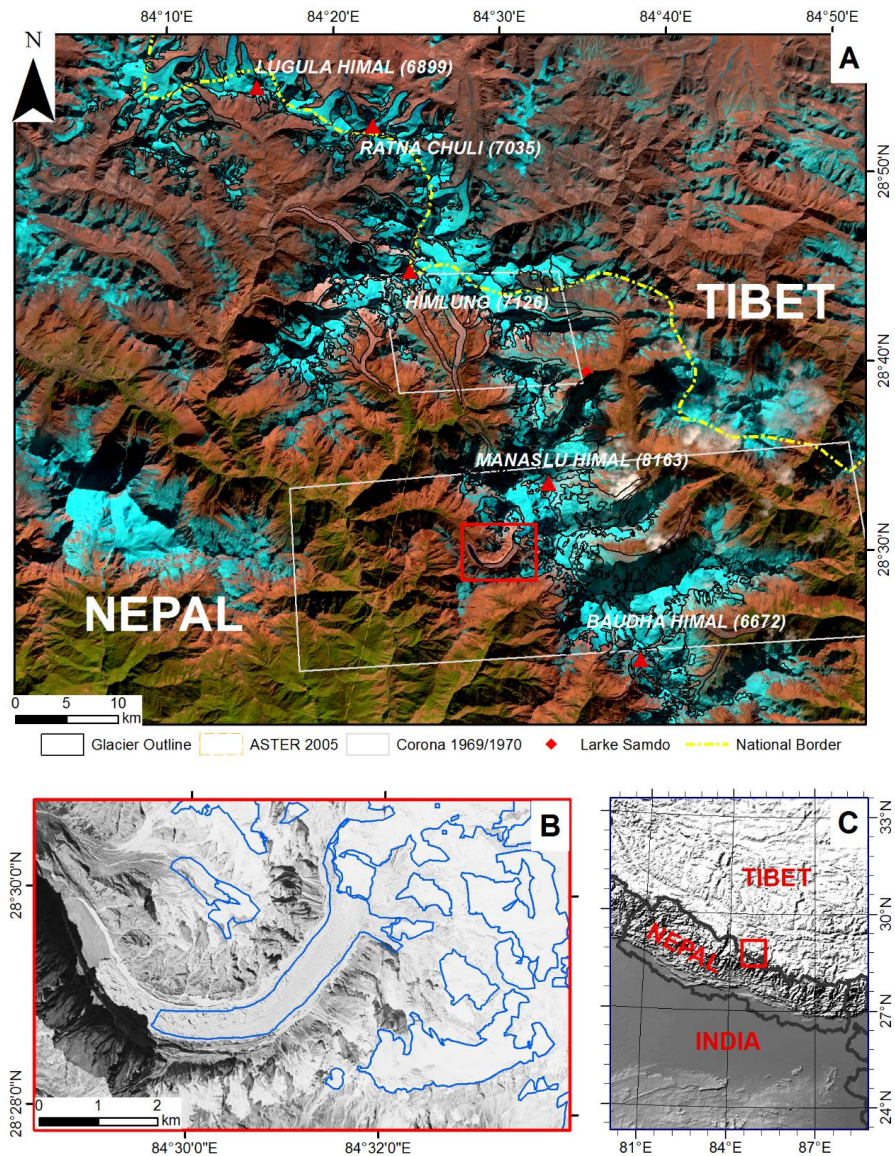 84°10'E 84°20'E 84°30'E 84°40'E 84°50'E
N
A
LUGULA HIMAL (6899)
RATNA CHULI (7035)
28°50'N
HIMLUNG (7126)
TIBET
28°40'N
MANASLU HIMAL (8163)
28°30'N
NEPAL
BAUDHA HIMAL (6672)
0 5 10
km
Glacier Outline ASTER 2005 Corona 1969/1970 Larke Samdo National Border
B
28°30'0"N
28°28'0"N
0 1 2
km
84°30'0"E 84°32'0"E
C
33°N
TIBET
30°N
NEPAL
27°N
INDIA
24°N
81°E 84°E 87°E